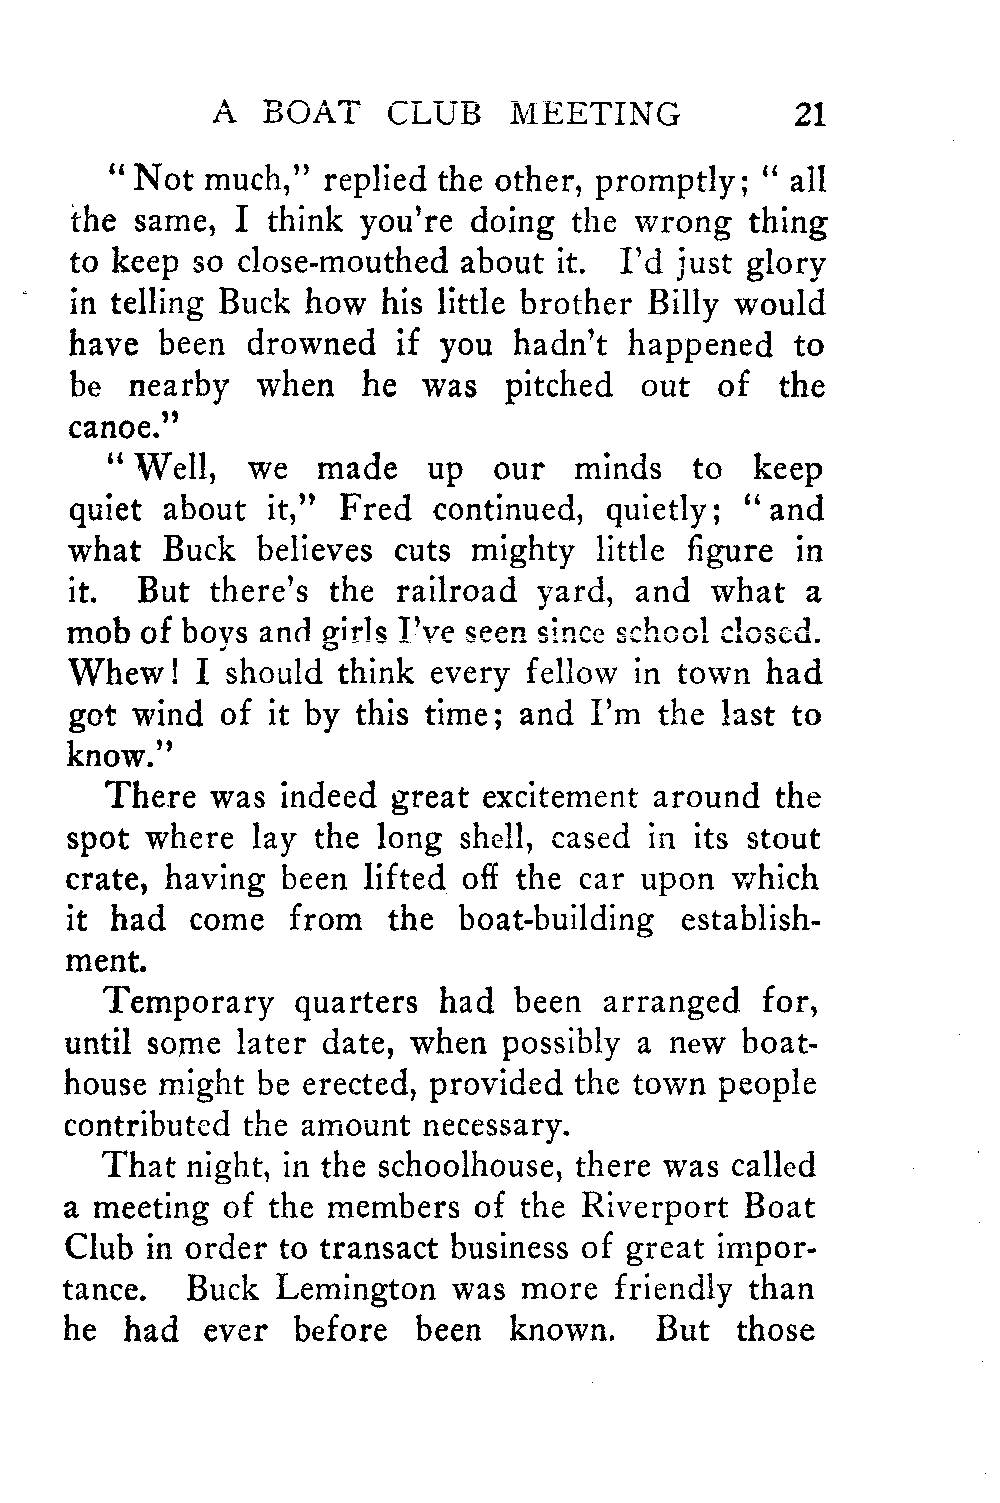 A BOAT CLUB MEETING 21
"Not much," replied the other, promptly; "all
the same, I think you're doing the wrong thing
to keep so close-mouthed about it. I'd just glory
in telling Buck how his little brother Billy would
have been drowned if you hadn't happened to
be nearby when he was pitched out of the
canoe."
"Well, we made up our minds to keep
quiet about it," Fred continued, quietly; "and
what Buck believes cuts mighty little figure in
it. But there's the railroad yard, and what a
mob of boys and girls I've seen since school closed.
Whew! I should think every fellow in town had
got wind of it by this time; and I'm the last to
know."
There was indeed great excitement around the
spot where lay the long shell, cased in its stout
crate, having been lifted off the car upon which
it had come from the boat-building establish-
ment.
Temporary quarters had been arranged for,
until some later date, when possibly a new boat-
house might be erected, provided the town people
contributed the amount necessary.
That night, in the schoolhouse, there was called
a meeting of the members of the Riverport Boat
Club in order to transact business of great impor-
tance. Buck Lemington was more friendly than
he had ever before been known. But those